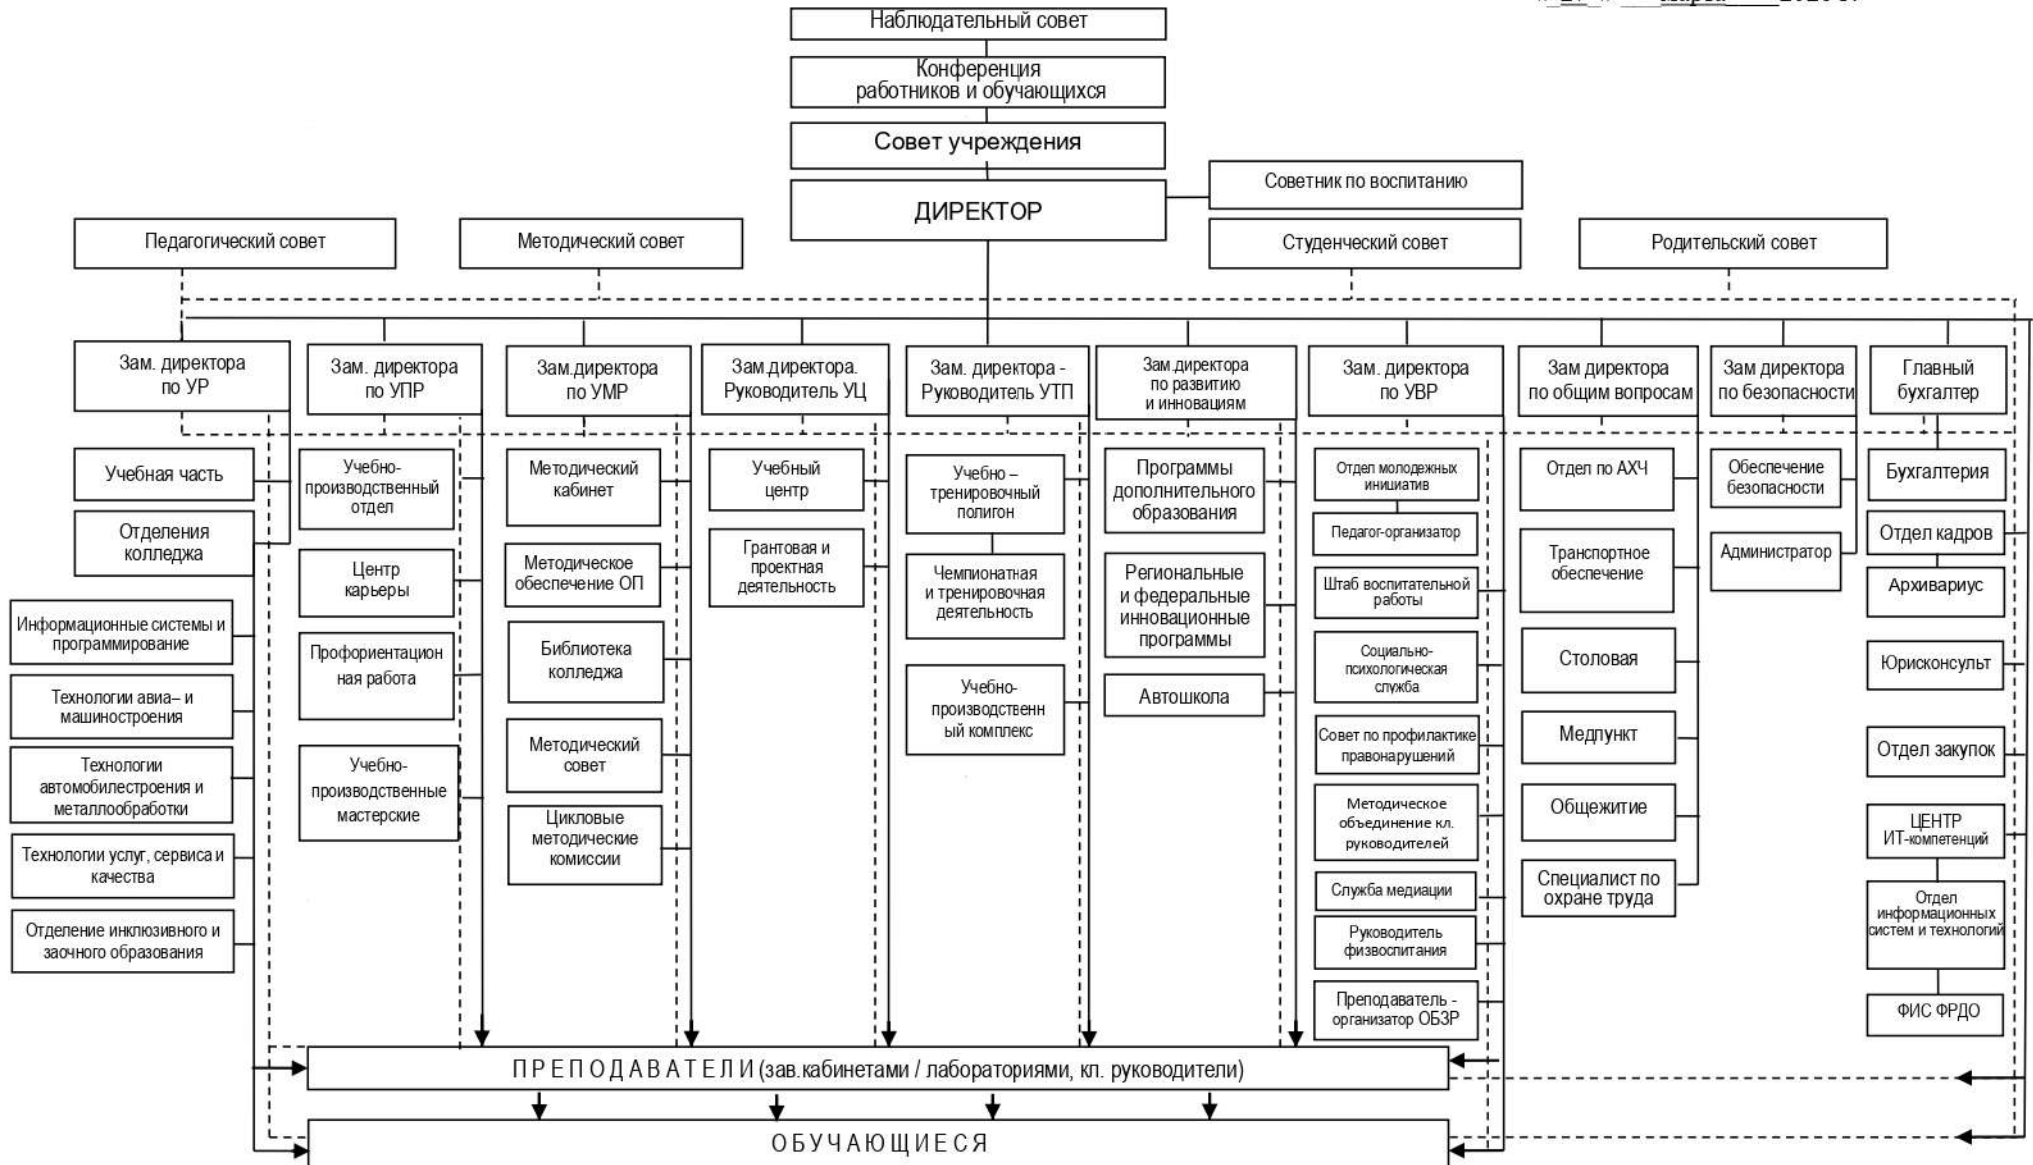 марта
Наблюдательный совет
Конференция
работников и обучающихся
Совет учреждения
ДИРЕКТОР
Советник по воспитанию
Педагогический совет
Методический совет
Студенческий совет
Родительский совет
Зам. директора
по УР
Зам. директора
по УПР
Зам.директора
по УМР
Зам.директора.
Руководитель УЦ
Зам. директора -
Руководитель УТП
Зам.директора
по развитию
и инновациям
Зам. директора
по УВР
Зам директора
по общим вопросам
Зам директора
по безопасности
Главный
бухгалтер
Учебная часть
Отделения
колледжа
Информационные системы и
программирование
Технологии авиа– и
машиностроения
Технологии
автомобилестроения и
металлообработки
Технологии услуг, сервиса и
качества
Отделение инклюзивного и
заочного образования
Учебно-
производственный
отдел
Центр
карьеры
Профориентацион
ная работа
Учебно-
производственные
мастерские
Методический
кабинет
Методическое
обеспечение ОП
Библиотека
колледжа
Методический
совет
Цикловые
методические
комиссии
Учебный
центр
Грантовая и
проектная
деятельность
Учебно –
тренировочный
полигон
Чемпионатная
и тренировочная
деятельность
Учебно-
производственн
ый комплекс
Программы
дополнительного
образования
Региональные
и федеральные
инновационные
программы
Автошкола
Отдел молодежных
инициатив
Педагог-организатор
Штаб воспитательной
работы
Социально-
психологическая
служба
Совет по профилактике
правонарушений
Методическое
объединение кл.
руководителей
Служба медиации
Руководитель
физвоспитания
Преподаватель -
организатор ОБЗР
Отдел по АХЧ
Транспортное
обеспечение
Столовая
Медпункт
Общежитие
Специалист по
охране труда
Обеспечение
безопасности
Администратор
Бухгалтерия
Отдел кадров
Архивариус
Юрисконсульт
Отдел закупок
ЦЕНТР
ИТ-компетенций
Отдел
информационных
систем и технологий
ФИС ФРДО
ПРЕПОДАВАТЕЛИ (зав.кабинетами / лабораториями, кл. руководители)
ОБУЧАЮЩИЕСЯ